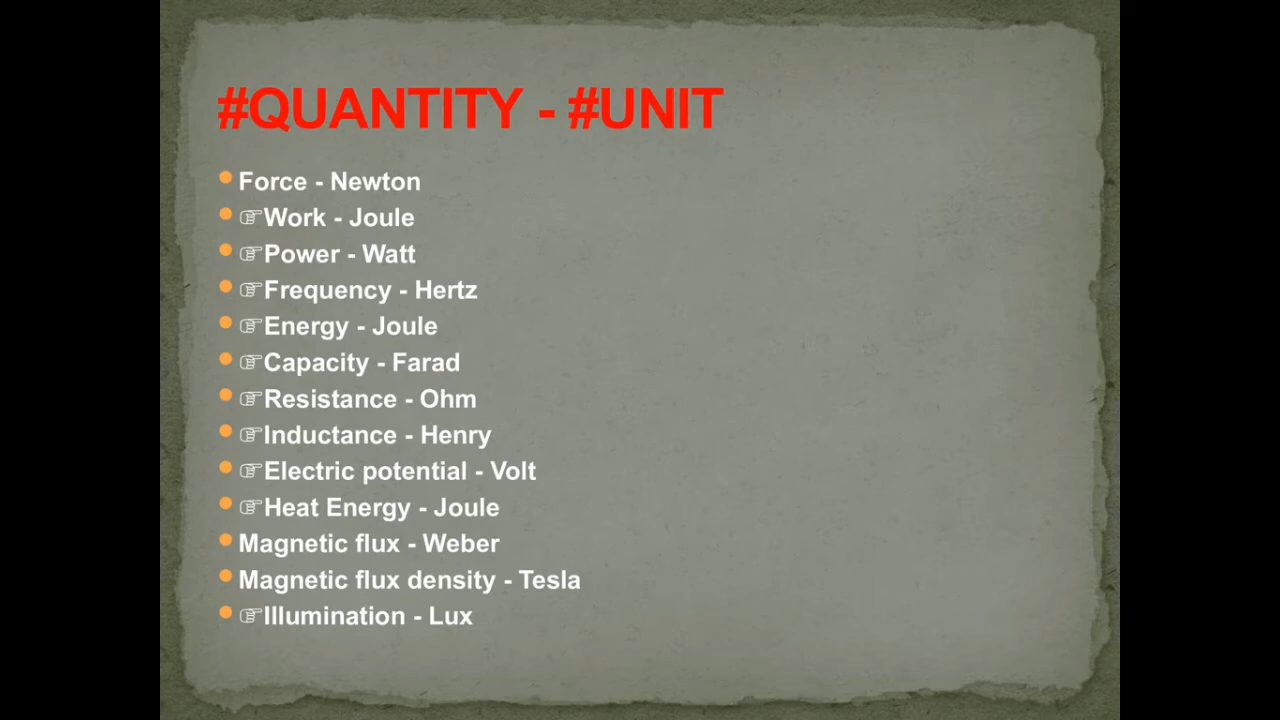 #QUANTITY - #UNIT
Force - Newton
☞Work - Joule
☞Power - Watt
☞Frequency - Hertz
☞Energy - Joule
☞Capacity - Farad
☞Resistance - Ohm
☞Inductance - Henry
☞Electric potential - Volt
☞Heat Energy - Joule
Magnetic flux - Weber
Magnetic flux density - Tesla
☞Illumination - Lux